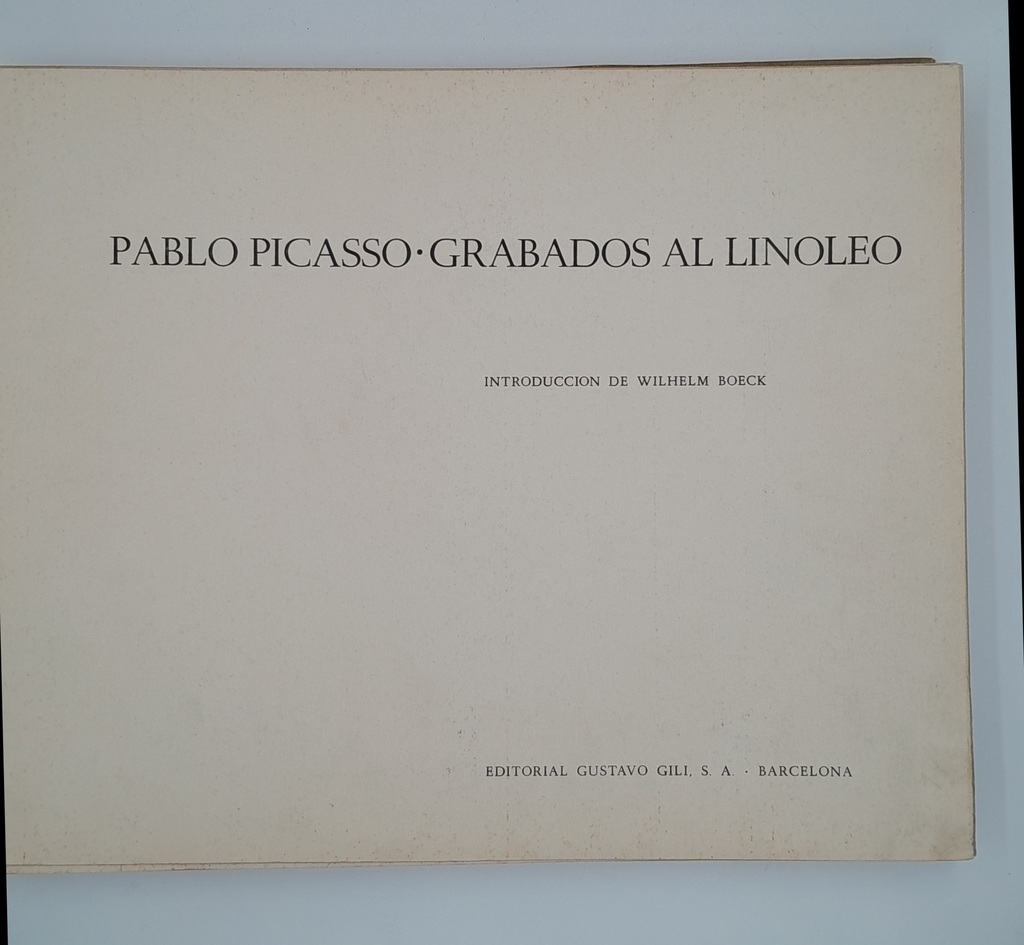 PABLO PICASSO · GRABADOS AL LINOLEO
INTRODUCCION DE WILHELM BOECK
EDITORIAL GUSTAVO GILI, S. A. · BARCELONA